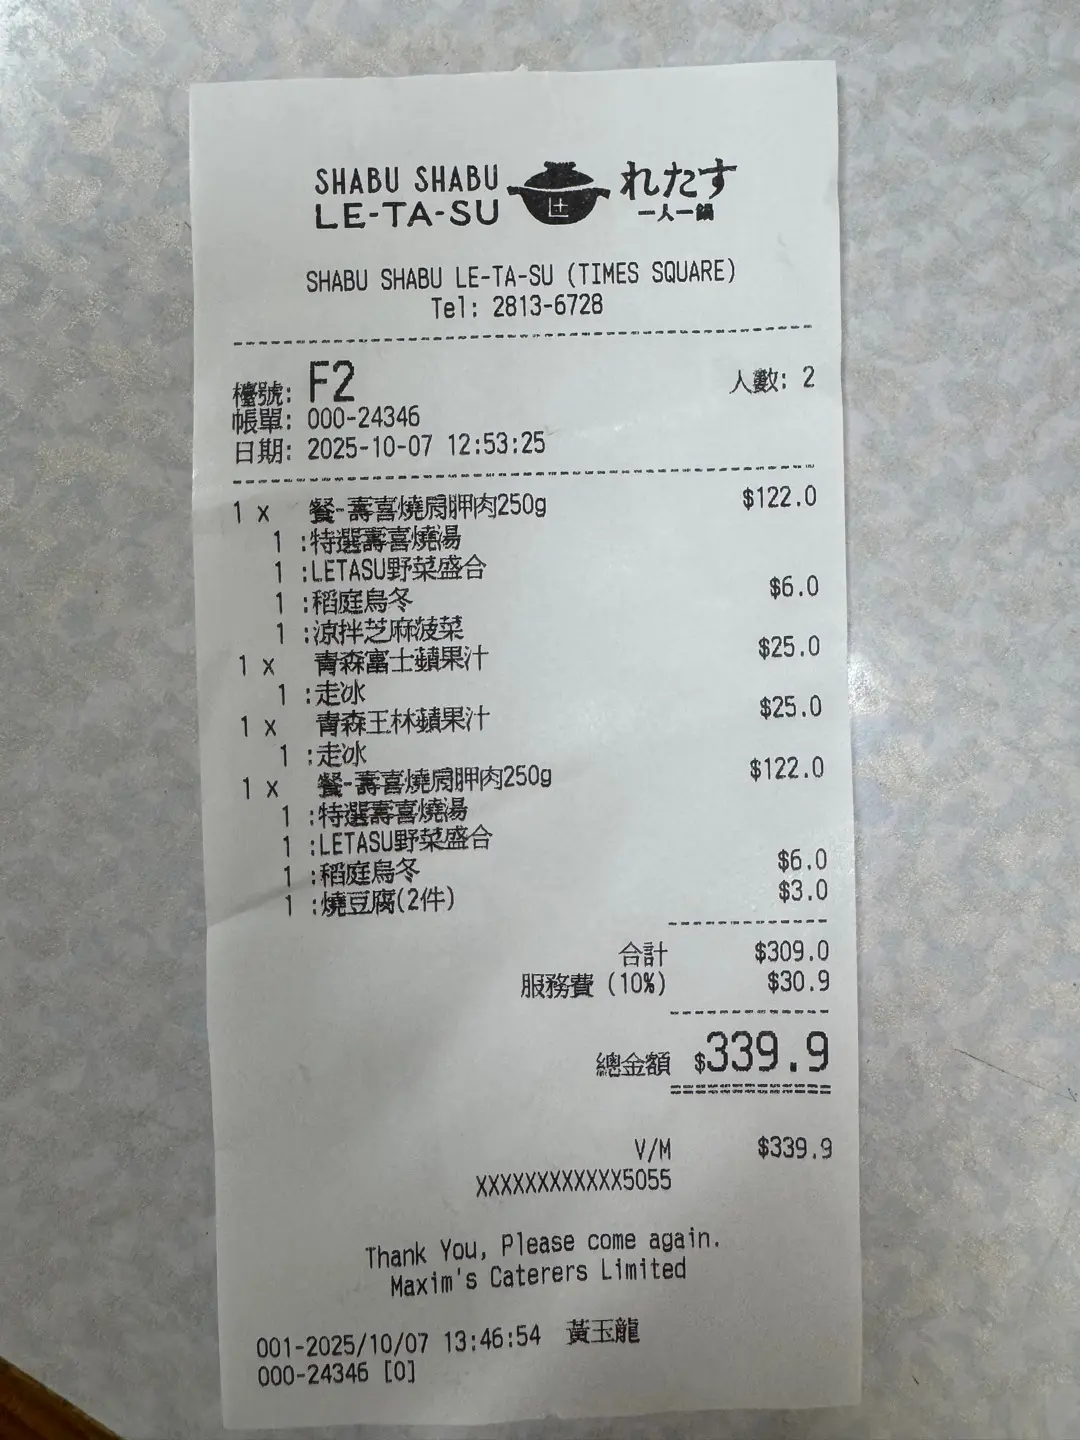 SHABU SHABU
LE-TA-SU
れたす
一人一鍋
SHABU SHABU LE-TA-SU (TIMES SQUARE)
Tel: 2813-6728
檯號: F2 人數: 2
帳單: 000-24346
日期: 2025-10-07 12:53:25
1 x 餐-壽喜燒肩胛肉250g $122.0
1 :特選壽喜燒湯
1 :LETASU野菜盛合
1 :稻庭烏冬 $6.0
1 :涼拌芝麻菠菜
1 x 青森富士蘋果汁 $25.0
1 :走冰
1 x 青森王林蘋果汁 $25.0
1 :走冰
1 x 餐-壽喜燒肩胛肉250g $122.0
1 :特選壽喜燒湯
1 :LETASU野菜盛合
1 :稻庭烏冬 $6.0
1 :燒豆腐(2件) $3.0
合計 $309.0
服務費 (10%) $30.9
總金額 $339.9
V/M $339.9
XXXXXXXXXXXX5055
Thank You, Please come again.
Maxim's Caterers Limited
001-2025/10/07 13:46:54 黃玉龍
000-24346 [0]